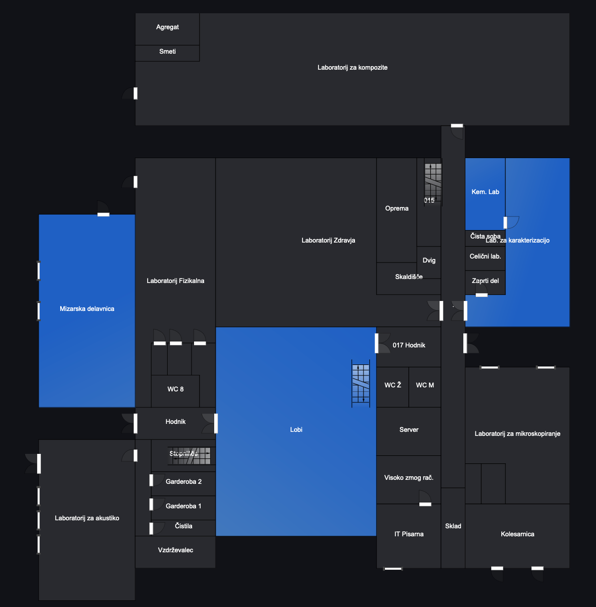 Agregat
Smeti
Laboratorij za kompozite
Kem. Lab
Oprema
015
Čista soba
Lab. za karakterizacijo
Laboratorij Zdravja
Celični lab.
Dvig
Skladišče
Laboratorij Fizikalna
Zaprti del
Mizarska delavnica
017 Hodnik
WC 8
WC Ž
WC M
Hodnik
Lobi
Server
Laboratorij za mikroskopiranje
Stopnišče
Garderoba 2
Visoko zmog rač.
Garderoba 1
Laboratorij za akustiko
Čistila
Sklad
IT Pisarna
Kolesarnica
Vzdrževalec